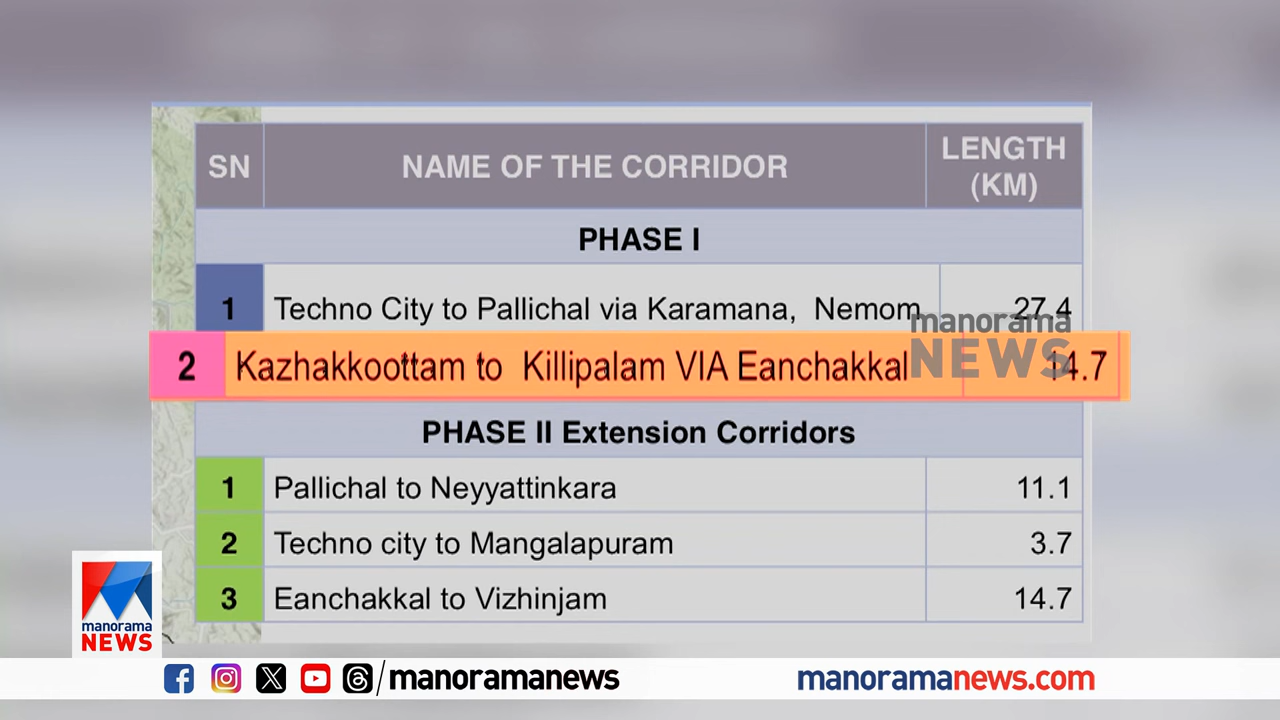 SN NAME OF THE CORRIDOR LENGTH (KM)
PHASE I
1 Techno City to Pallichal via Karamana, Nemom 27.4
manorama
NEWS
2 Kazhakkoottam to Killipalam VIA Eanchakkal 14.7
PHASE II Extension Corridors
1 Pallichal to Neyyattinkara 11.1
2 Techno city to Mangalapuram 3.7
3 Eanchakkal to Vizhinjam 14.7
manorama
NEWS
/manoramanews
manoramanews.com